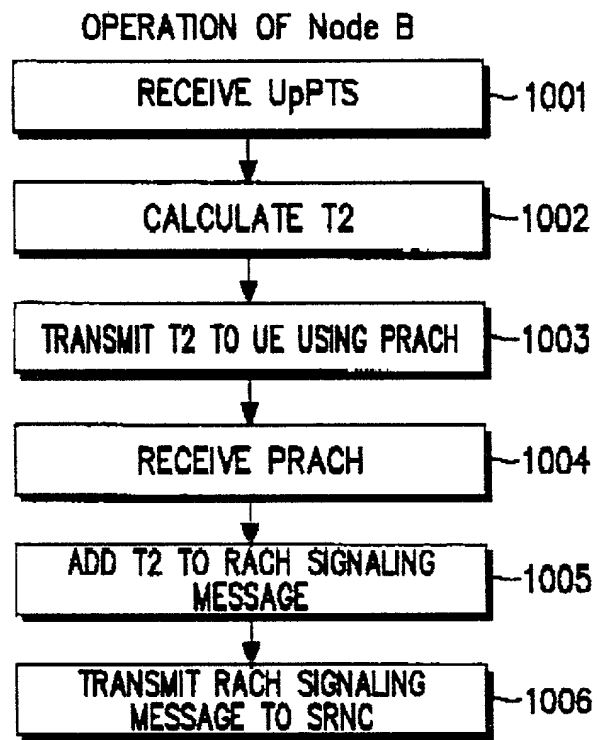 OPERATION OF Node B
RECEIVE UpPTS
1001
CALCULATE T2
1002
TRANSMIT T2 TO UE USING PRACH
1003
RECEIVE PRACH
1004
ADD T2 TO RACH SIGNALING
MESSAGE
1005
TRANSMIT RACH SIGNALING
MESSAGE TO SRNC
1006